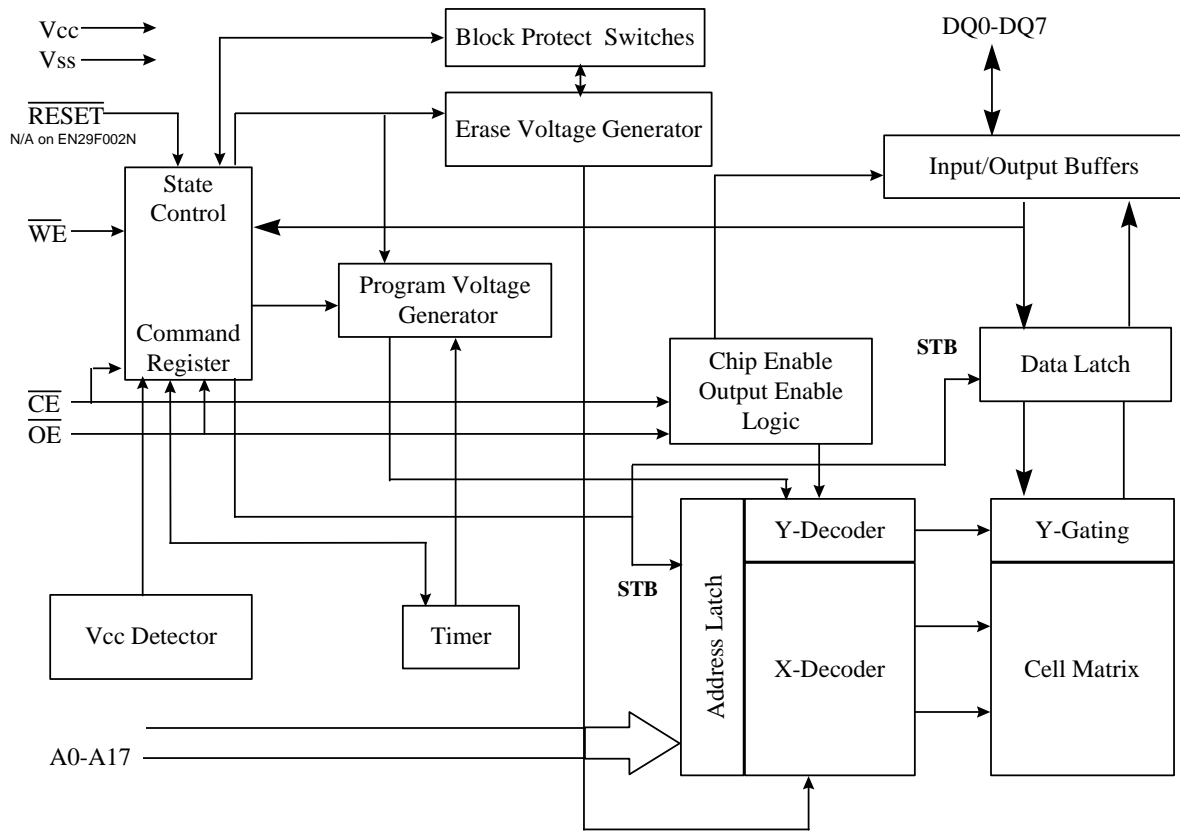 Vcc
Vss
RESET
N/A on EN29F002N
WE
CE
OE
A0-A17
State
Control
Command
Register
Vcc Detector
Block Protect Switches
Erase Voltage Generator
Program Voltage
Generator
Timer
Chip Enable
Output Enable
Logic
DQ0-DQ7
Input/Output Buffers
STB
Data Latch
STB
Address Latch
Y-Decoder
X-Decoder
Y-Gating
Cell Matrix